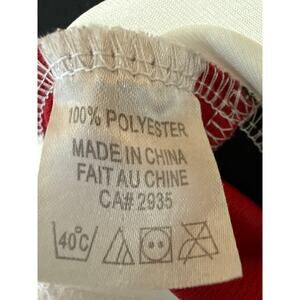 100% POLYESTER
MADE IN CHINA
FAIT AU CHINE
CA# 2935
40°C